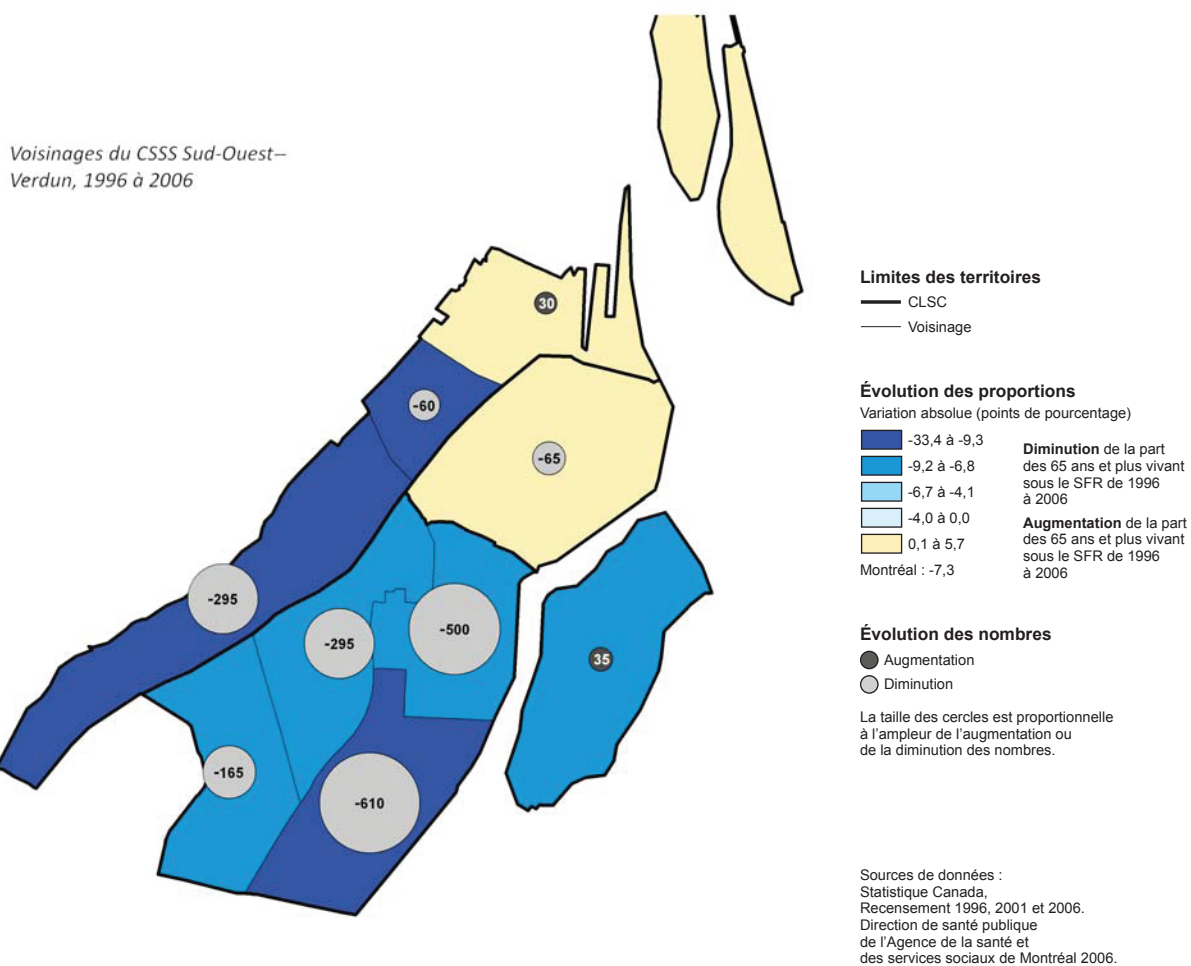 Voisinages du CSSS Sud-Ouest–
Verdun, 1996 à 2006
30
-60
-65
-295
-295
-500
35
-165
-610
Limites des territoires
CLSC
Voisinage
Évolution des proportions
Variation absolue (points de pourcentage)
-33,4 à -9,3
-9,2 à -6,8
-6,7 à -4,1
-4,0 à 0,0
0,1 à 5,7
Montréal : -7,3
Diminution de la part
des 65 ans et plus vivant
sous le SFR de 1996
à 2006
Augmentation de la part
des 65 ans et plus vivant
sous le SFR de 1996
à 2006
Évolution des nombres
Augmentation
Diminution
La taille des cercles est proportionnelle
à l'ampleur de l'augmentation ou
de la diminution des nombres.
Sources de données :
Statistique Canada,
Recensement 1996, 2001 et 2006.
Direction de santé publique
de l'Agence de la santé et
des services sociaux de Montréal 2006.